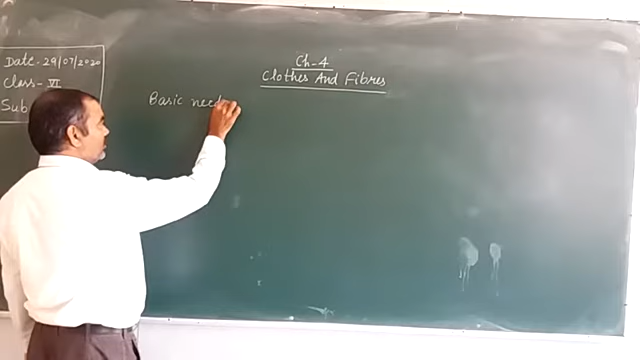 Date - 29/07/2020
Class - VI
Sub
Ch-4
Clothes And Fibres
Basic need